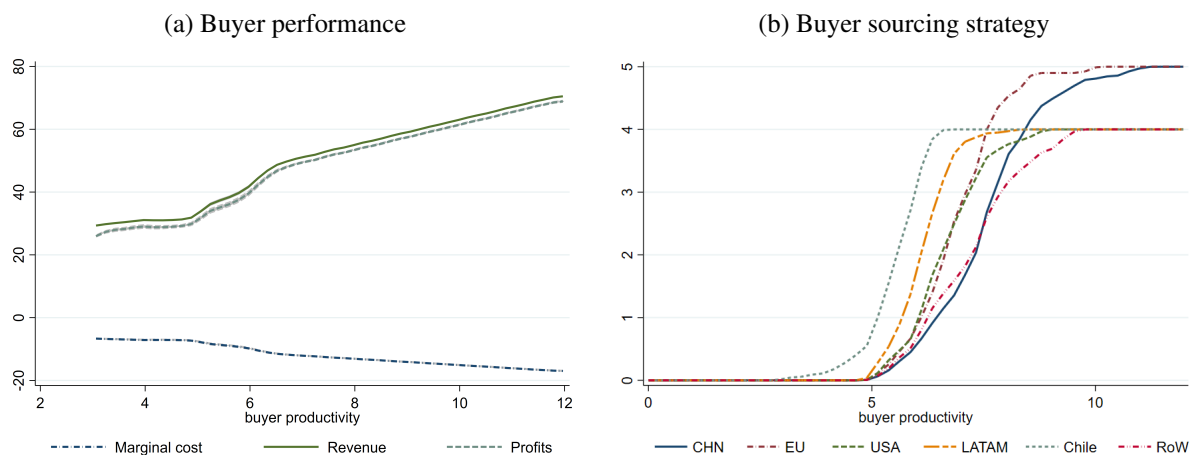 (a) Buyer performance
80
60
40
20
0
-20
2 4 6 8 10 12
buyer productivity
Marginal cost Revenue Profits
(b) Buyer sourcing strategy
5
4
3
2
1
0
0 5 10
buyer productivity
CHN EU USA LATAM Chile RoW